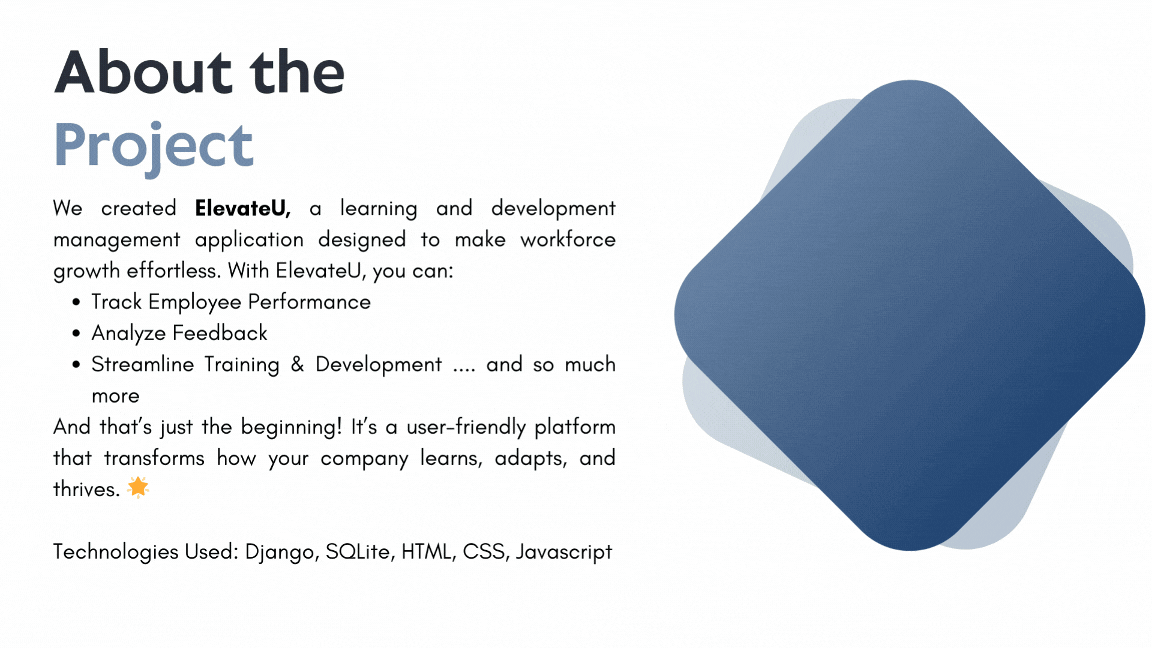 About the
Project
We created ElevateU, a learning and development
management application designed to make workforce
growth effortless. With ElevateU, you can:
• Track Employee Performance
• Analyze Feedback
• Streamline Training & Development .... and so much
more
And that's just the beginning! It's a user-friendly platform
that transforms how your company learns, adapts, and
thrives. 🌟
Technologies Used: Django, SQLite, HTML, CSS, Javascript